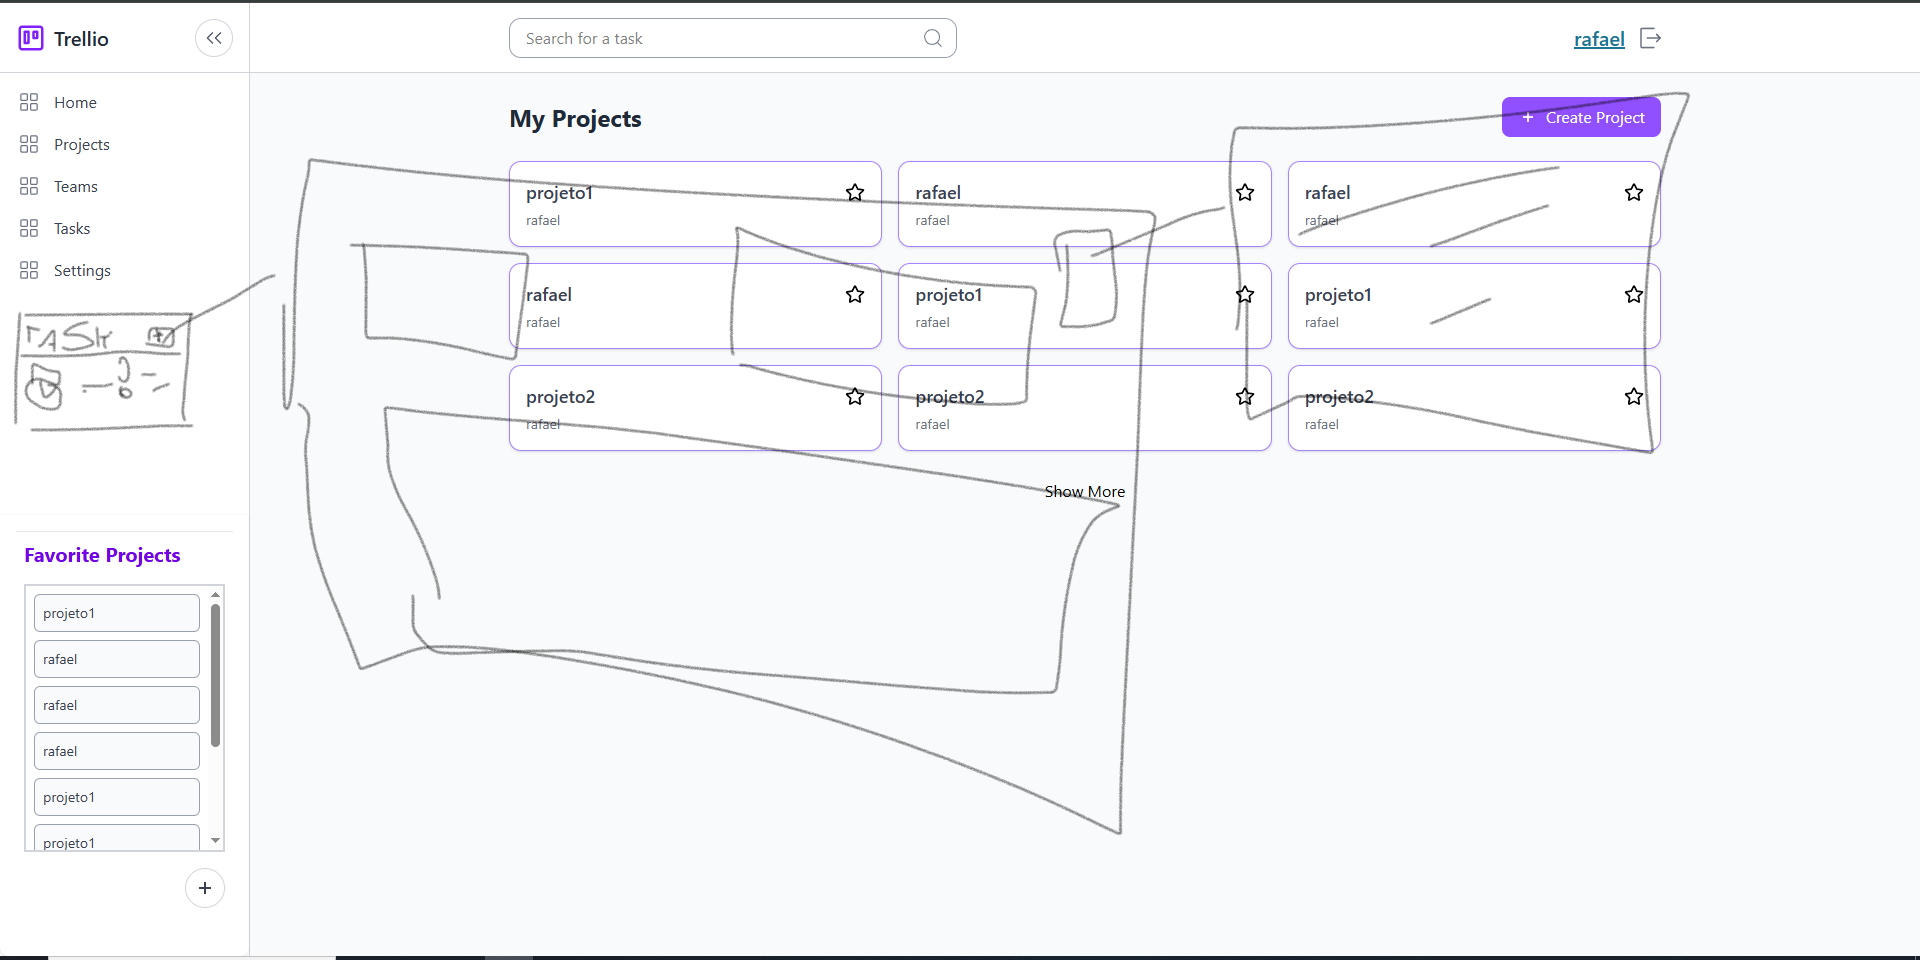 Trellio
Search for a task
rafael
Home
Projects
Teams
Tasks
Settings
TASK
My Projects
+ Create Project
projeto1
rafael
rafael
rafael
rafael
rafael
rafael
rafael
projeto1
rafael
projeto1
rafael
projeto2
rafael
projeto2
rafael
projeto2
rafael
Show More
Favorite Projects
projeto1
rafael
rafael
rafael
projeto1
projeto1
+